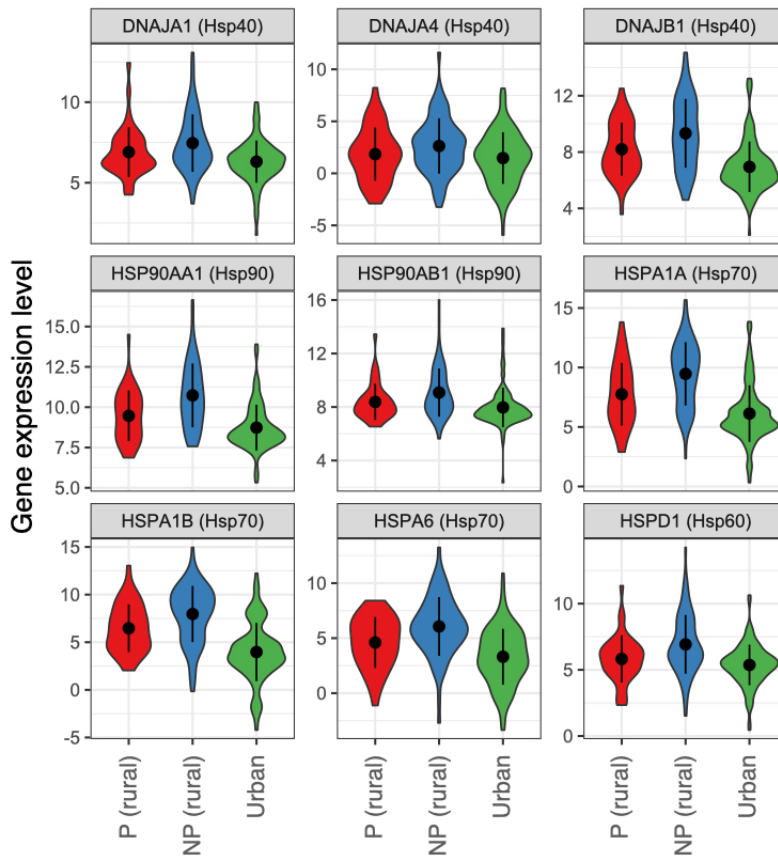 DNAJA1 (Hsp40)
DNAJA4 (Hsp40)
DNAJB1 (Hsp40)
10
5
10
5
0
-5
12
8
4
HSP90AA1 (Hsp90)
HSP90AB1 (Hsp90)
HSPA1A (Hsp70)
15.0
12.5
10.0
7.5
5.0
16
12
8
4
15
10
5
0
HSPA1B (Hsp70)
HSPA6 (Hsp70)
HSPD1 (Hsp60)
15
10
5
0
-5
10
5
0
10
5
0
Gene expression level
P (rural)
NP (rural)
Urban
P (rural)
NP (rural)
Urban
P (rural)
NP (rural)
Urban